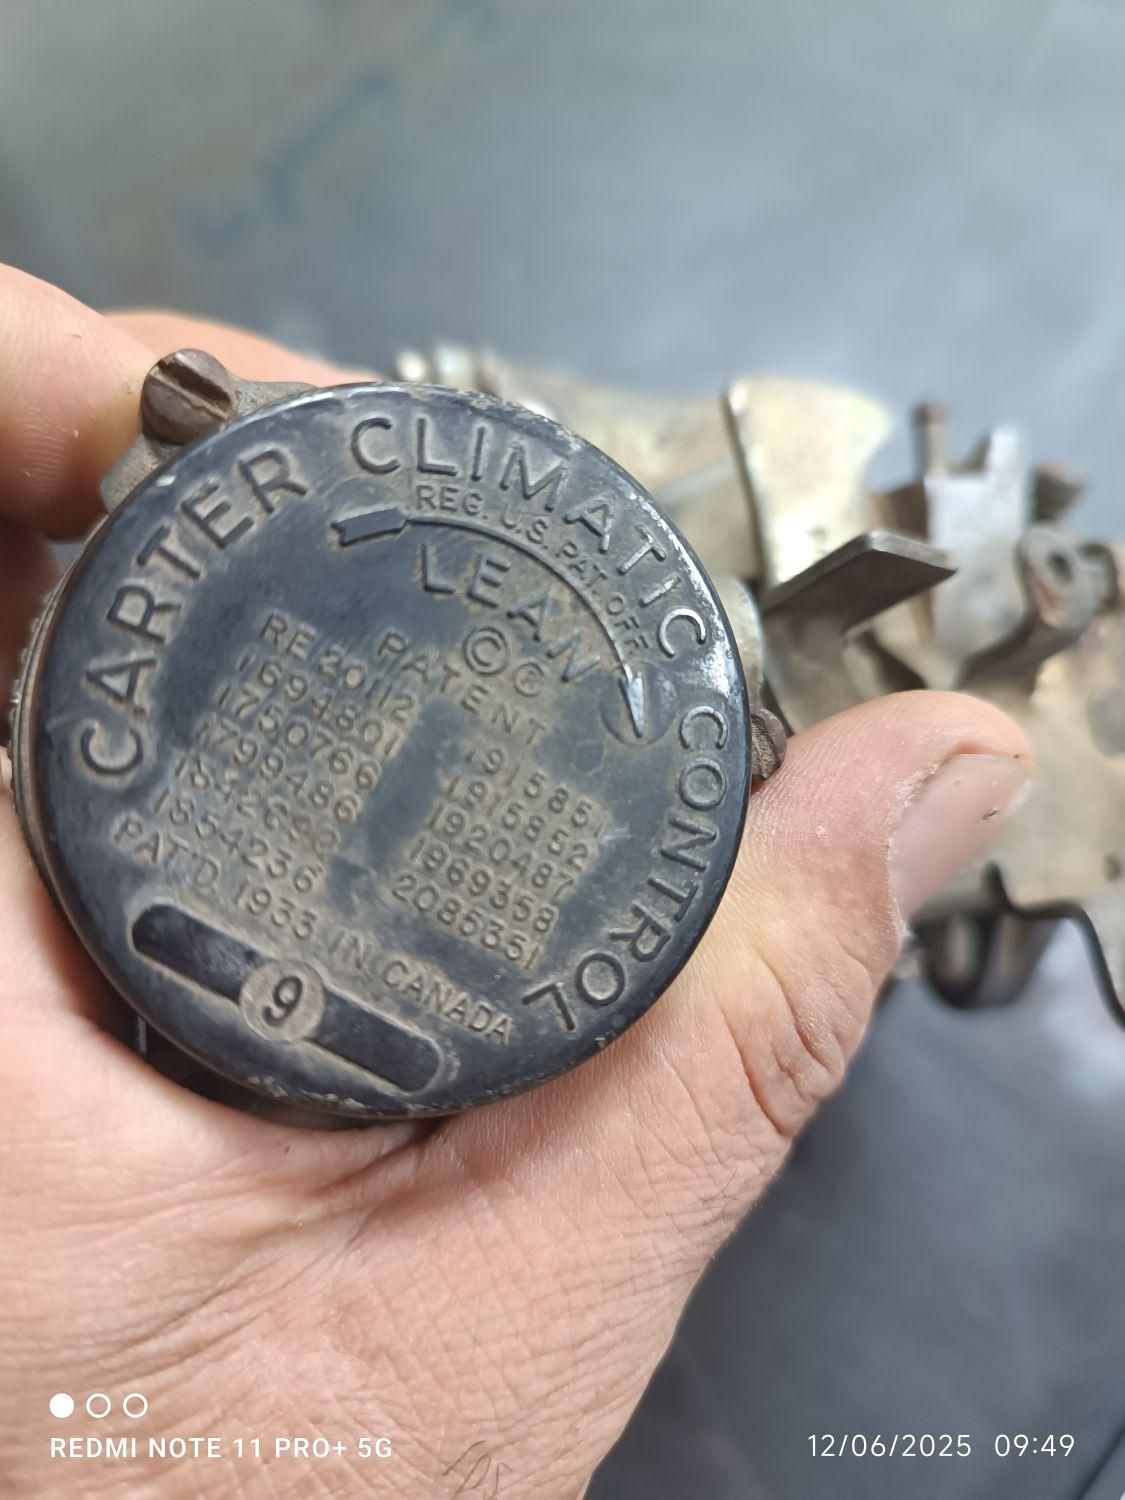 CARTER CLIMATIC CONTROL
REG. U.S. PAT. OFF.
LEAN
© ®
PATENT
RE 20112
1694801
1750766
1799486
1854236
1915851
1915852
1920487
1969358
2085351
PAT'D 1933 IN CANADA
9
REDMI NOTE 11 PRO+ 5G
12/06/2025 09:49